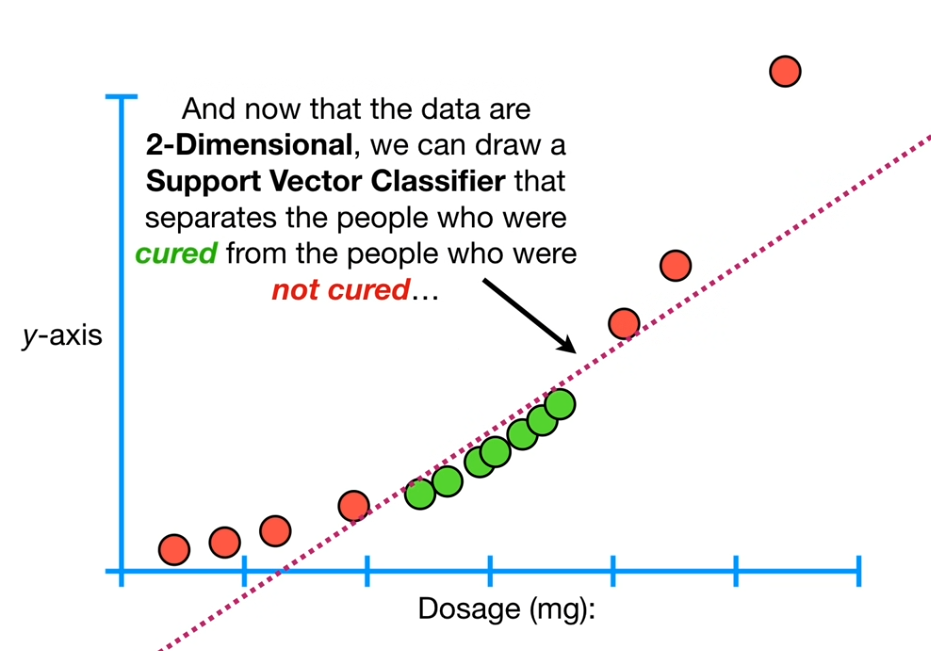 And now that the data are
2-Dimensional, we can draw a
Support Vector Classifier that
separates the people who were
cured from the people who were
not cured…
y-axis
Dosage (mg):